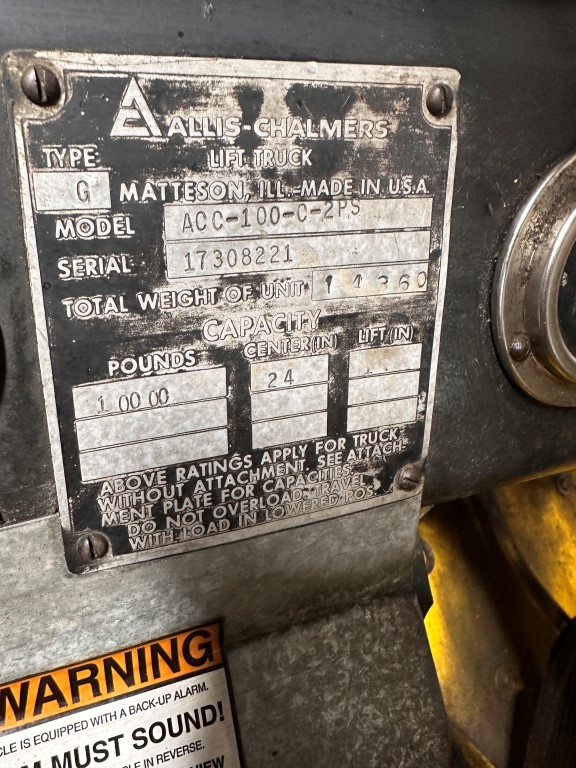 ALLIS-CHALMERS
TYPE LIFT TRUCK
G MATTESON, ILL.-MADE IN U.S.A.
MODEL ACC-100-C-2PS
SERIAL 17308221
TOTAL WEIGHT OF UNIT 14360
CAPACITY
POUNDS CENTER(IN) LIFT(IN)
10000 24
ABOVE RATINGS APPLY FOR TRUCK
WITHOUT ATTACHMENT. SEE ATTACH-
MENT PLATE FOR CAPACITIES.
DO NOT OVERLOAD-TRAVEL
WITH LOAD IN LOWERED POS.
WARNING
IS EQUIPPED WITH A BACK-UP ALARM.
MUST SOUND!
IN REVERSE.